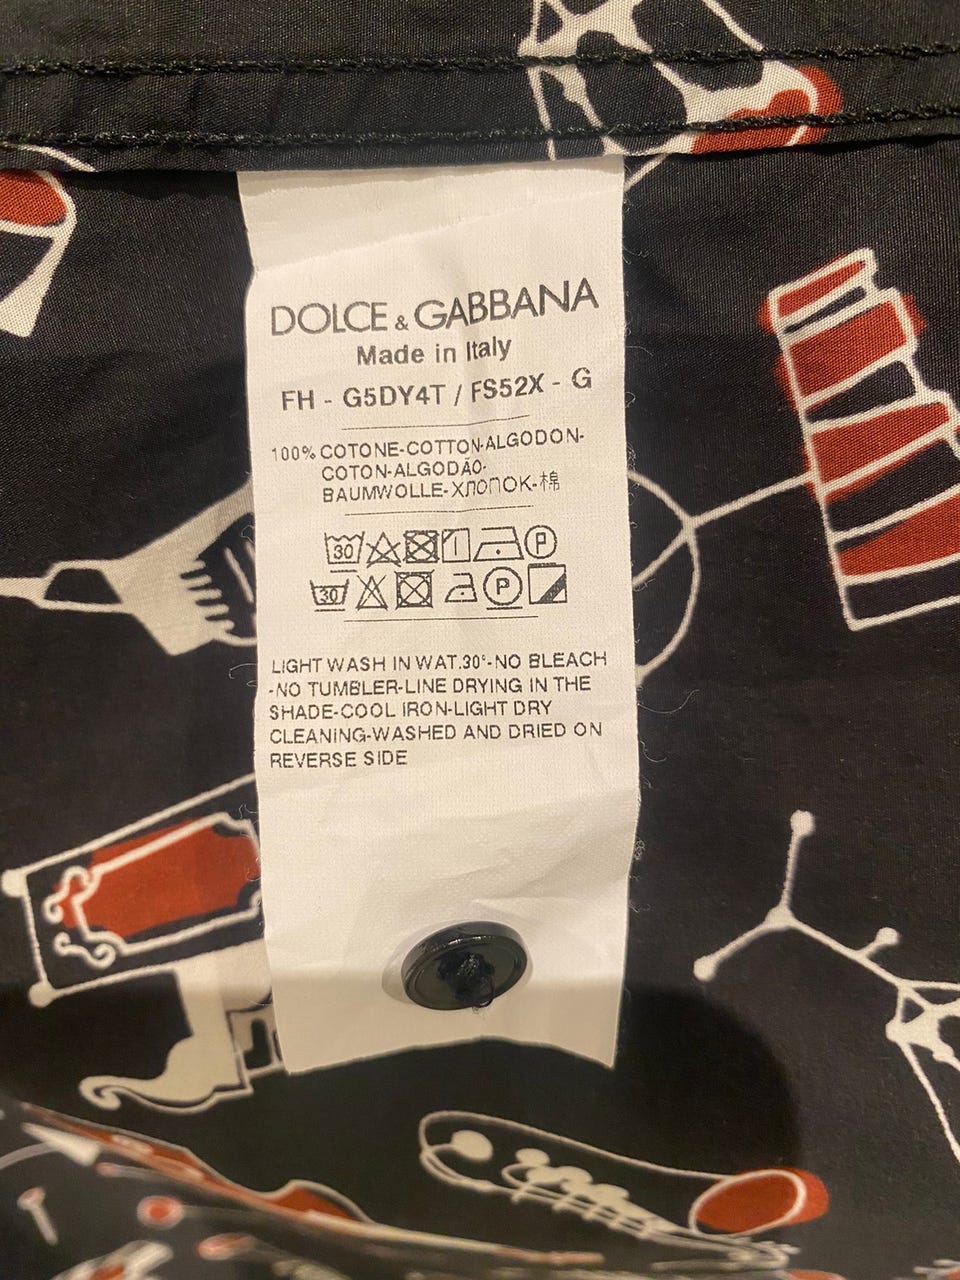 DOLCE & GABBANA
Made in Italy
FH - G5DY4T / FS52X - G
100% COTONE-COTTON-ALGODON-
COTON-ALGODÃO-
BAUMWOLLE-ХЛОПОК-棉
30 P
30 P
LIGHT WASH IN WAT.30°-NO BLEACH
-NO TUMBLER-LINE DRYING IN THE
SHADE-COOL IRON-LIGHT DRY
CLEANING-WASHED AND DRIED ON
REVERSE SIDE